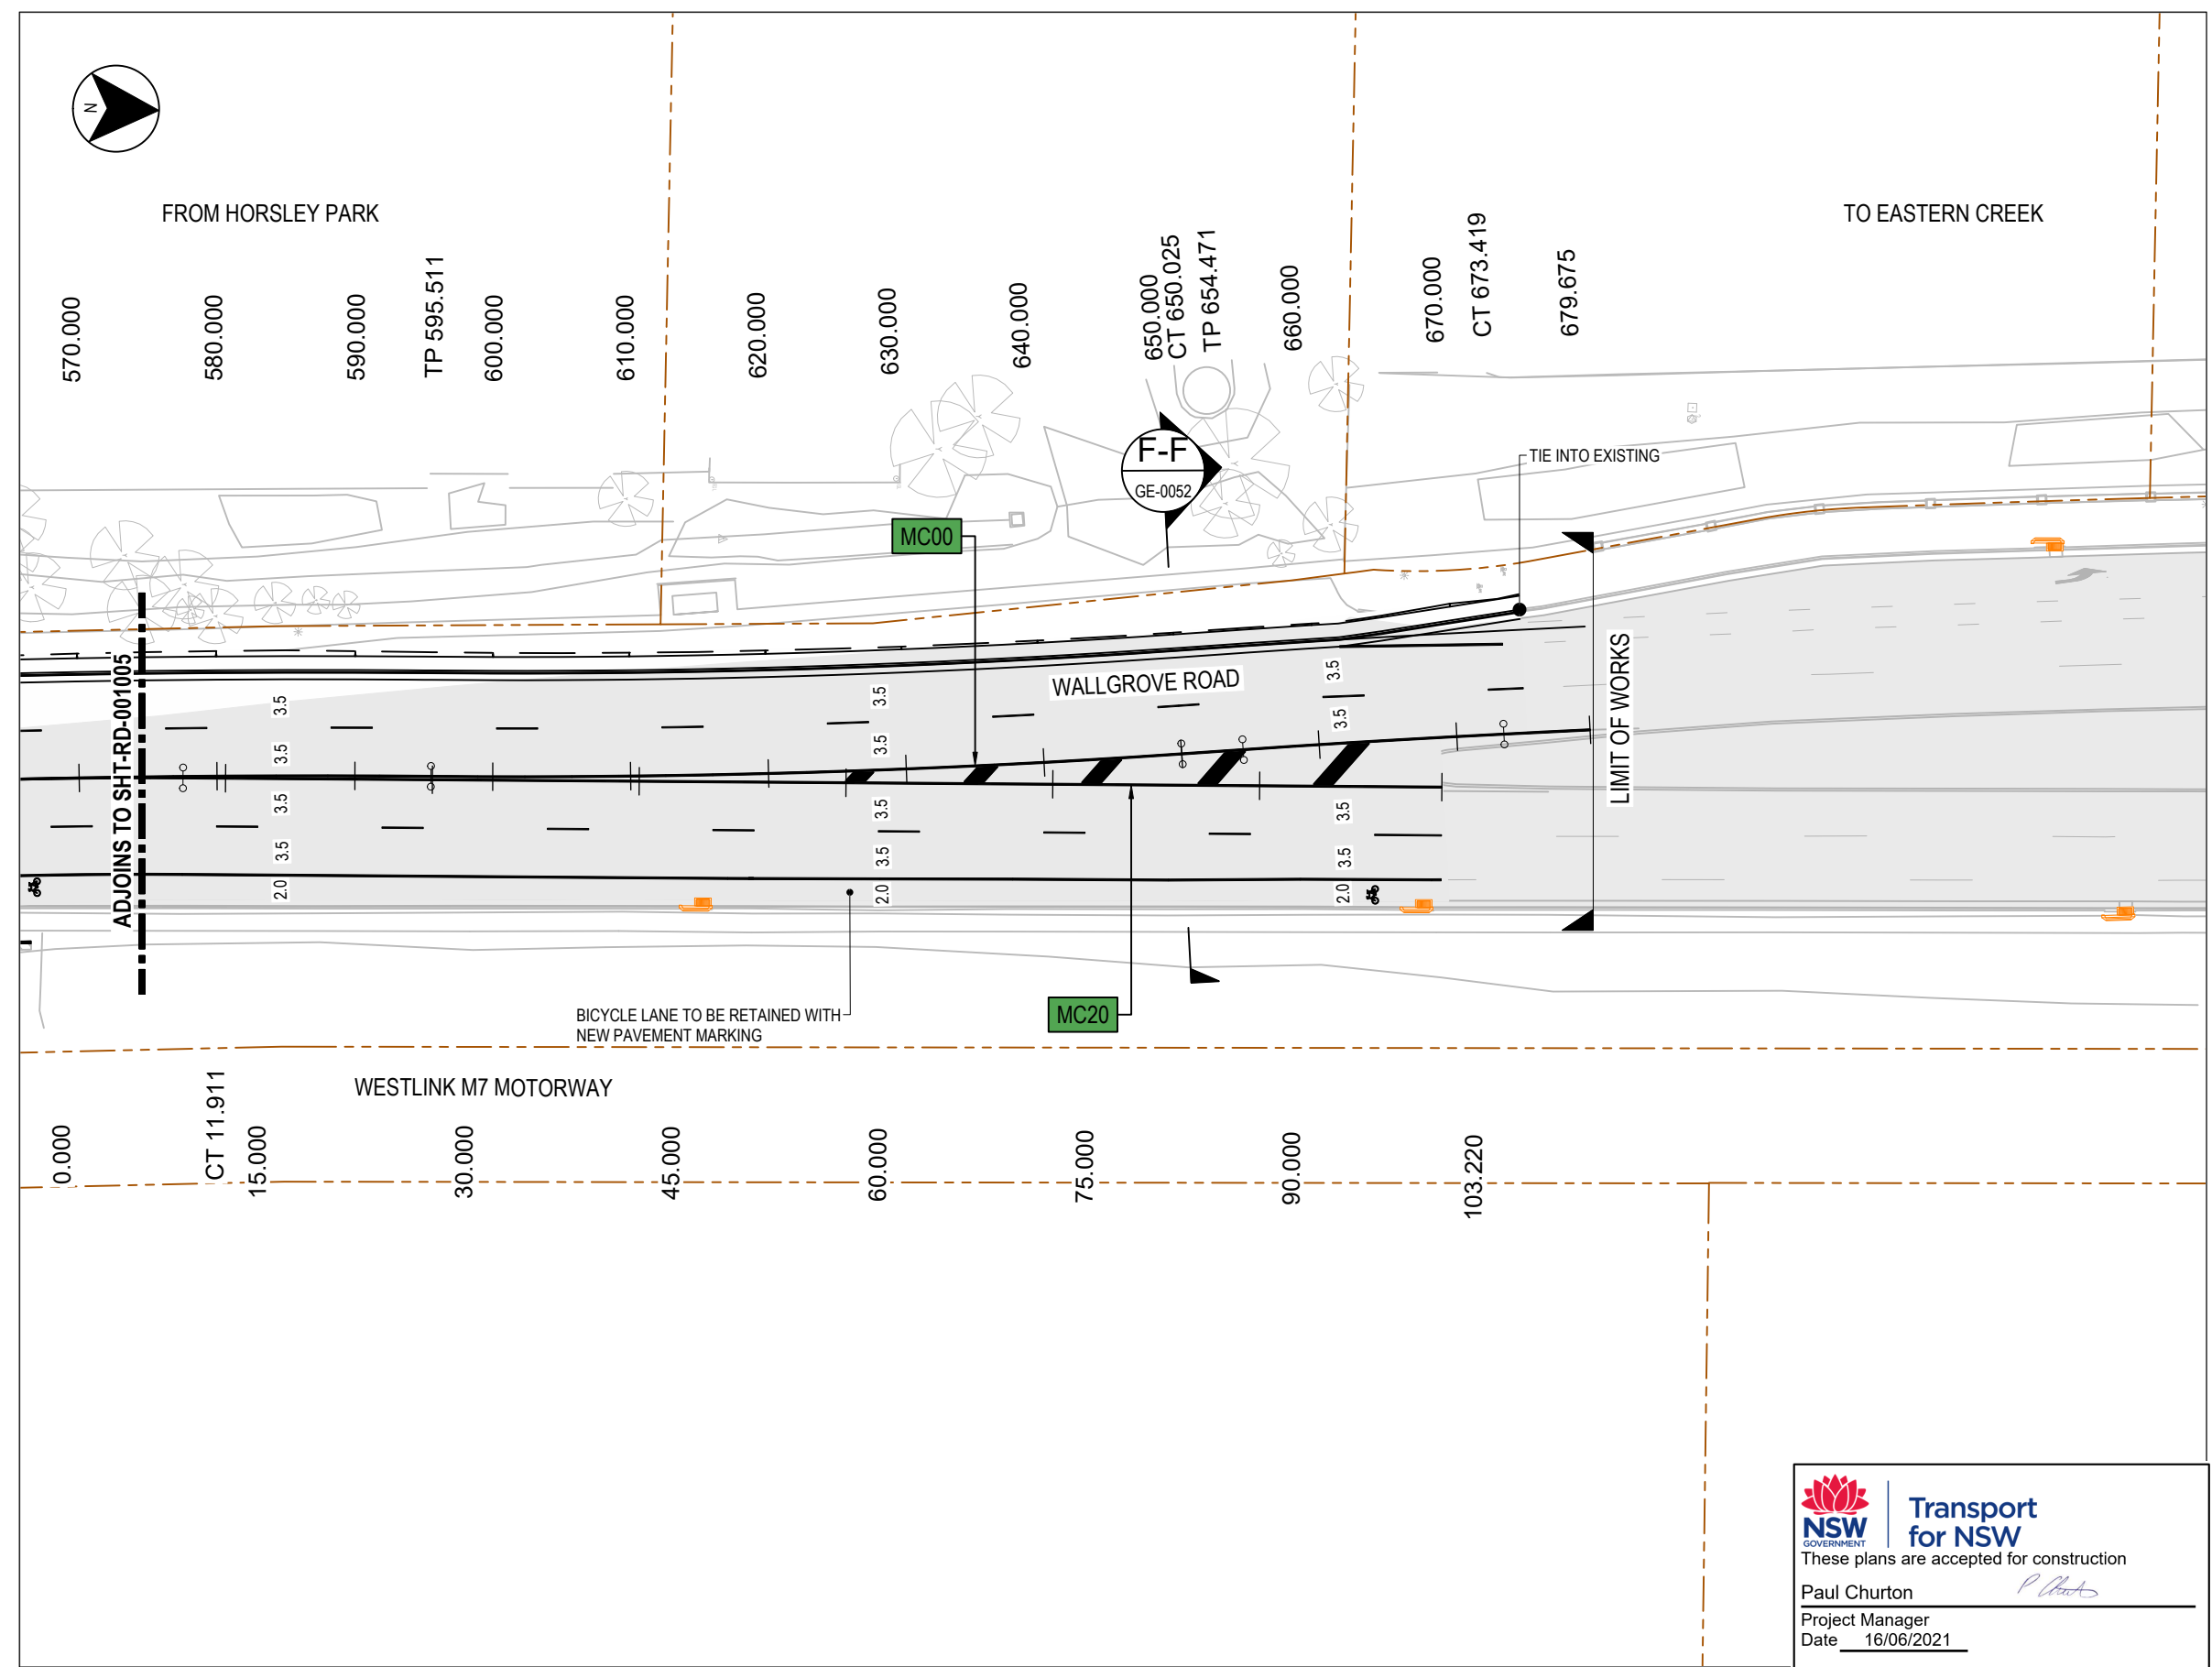 N
FROM HORSLEY PARK
TO EASTERN CREEK
570.000
580.000
590.000
TP 595.511
600.000
610.000
620.000
630.000
640.000
650.000
CT 650.025
TP 654.471
660.000
670.000
CT 673.419
679.675
F-F
GE-0052
TIE INTO EXISTING
MC00
WALLGROVE ROAD
LIMIT OF WORKS
ADJOINS TO SHT-RD-001005
3.5
3.5
3.5
3.5
2.0
3.5
3.5
3.5
3.5
2.0
3.5
3.5
3.5
3.5
2.0
BICYCLE LANE TO BE RETAINED WITH
NEW PAVEMENT MARKING
MC20
WESTLINK M7 MOTORWAY
0.000
CT 11.911
15.000
30.000
45.000
60.000
75.000
90.000
103.220
NSW
GOVERNMENT
Transport
for NSW
These plans are accepted for construction
Paul Churton
Project Manager
Date 16/06/2021